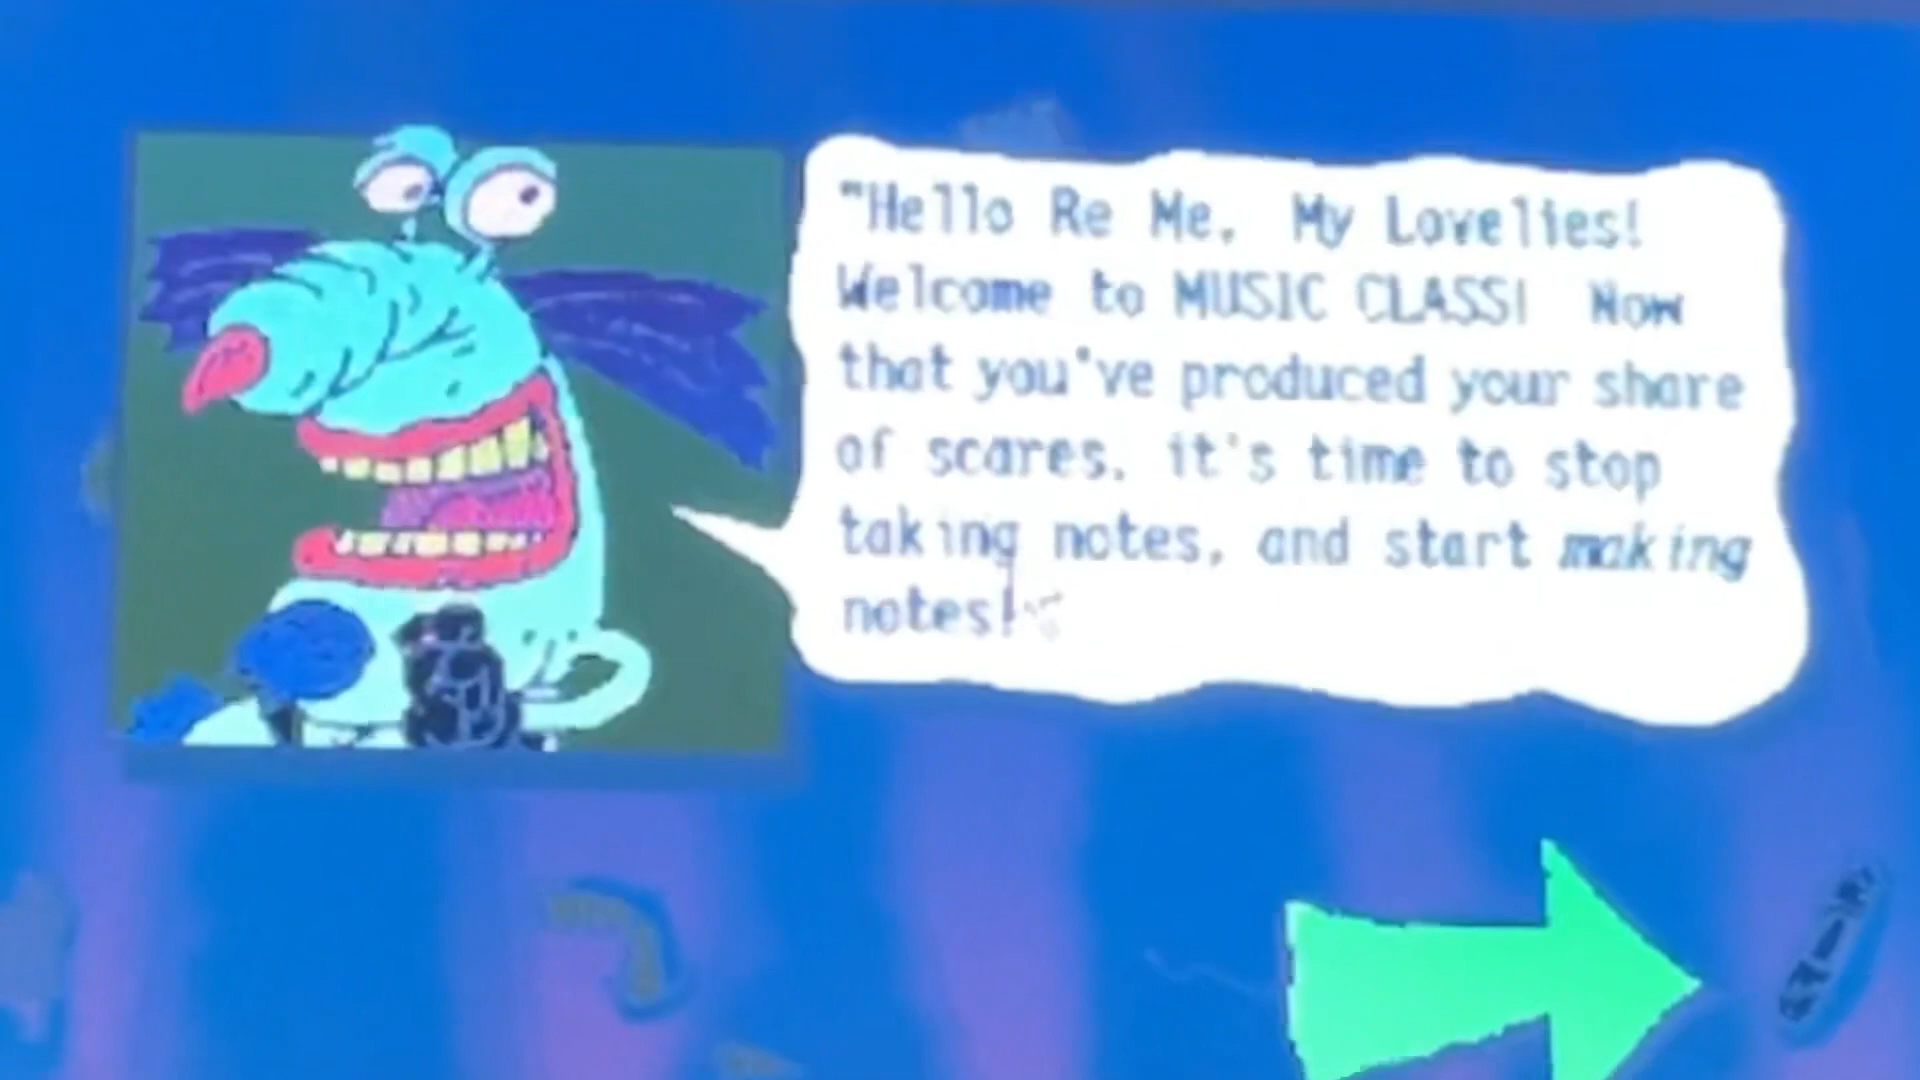 "Hello Re Me, My Lovelies!
Welcome to MUSIC CLASS! Now
that you've produced your share
of scares, it's time to stop
taking notes, and start making
notes!